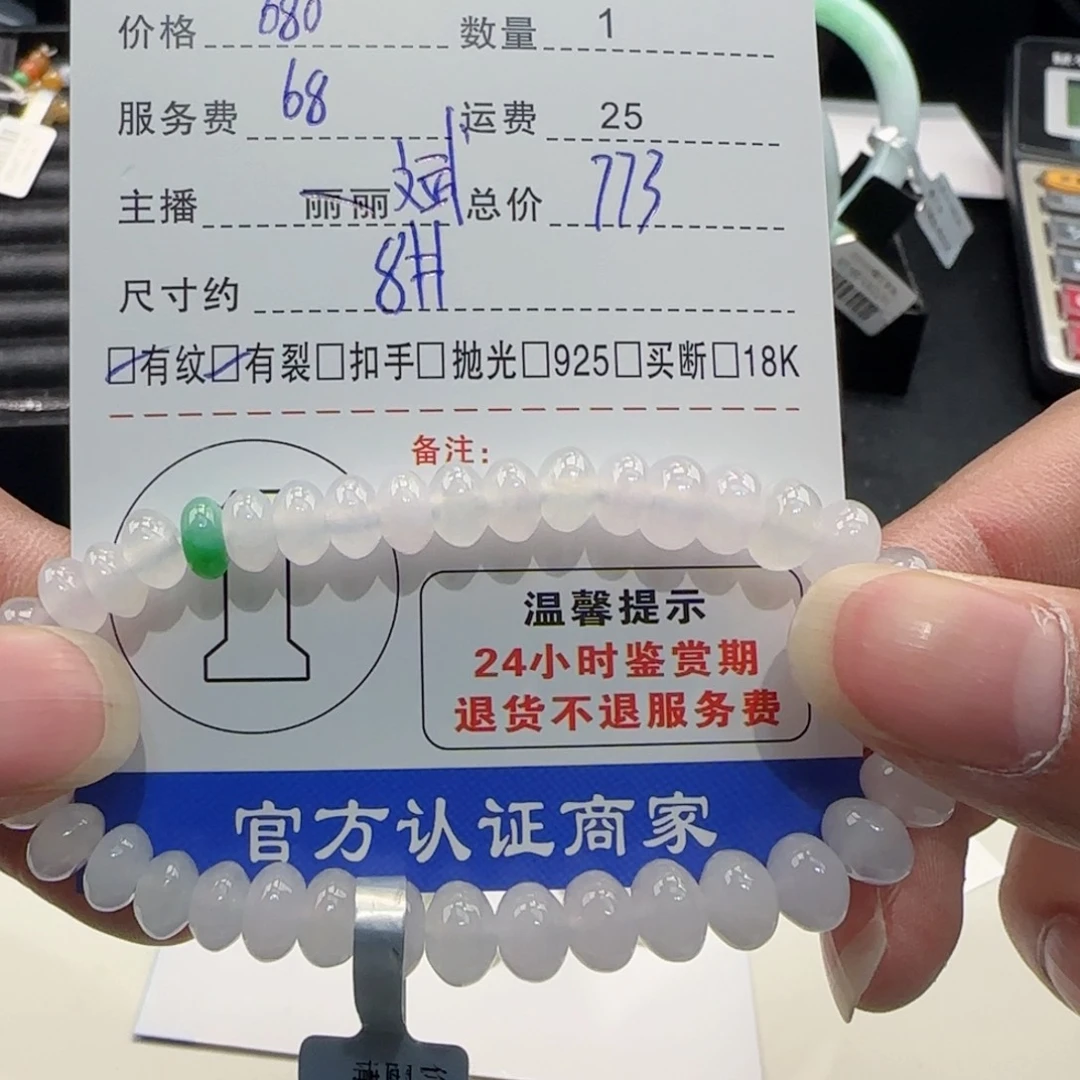 价格 680 数量 1
服务费 68 运费 25
主播 丽丽 总价 773
尺寸约 8#
有纹 有裂 扣手 抛光 925 买断 18K
备注:
温馨提示
24小时鉴赏期
退货不退服务费
官方认证商家